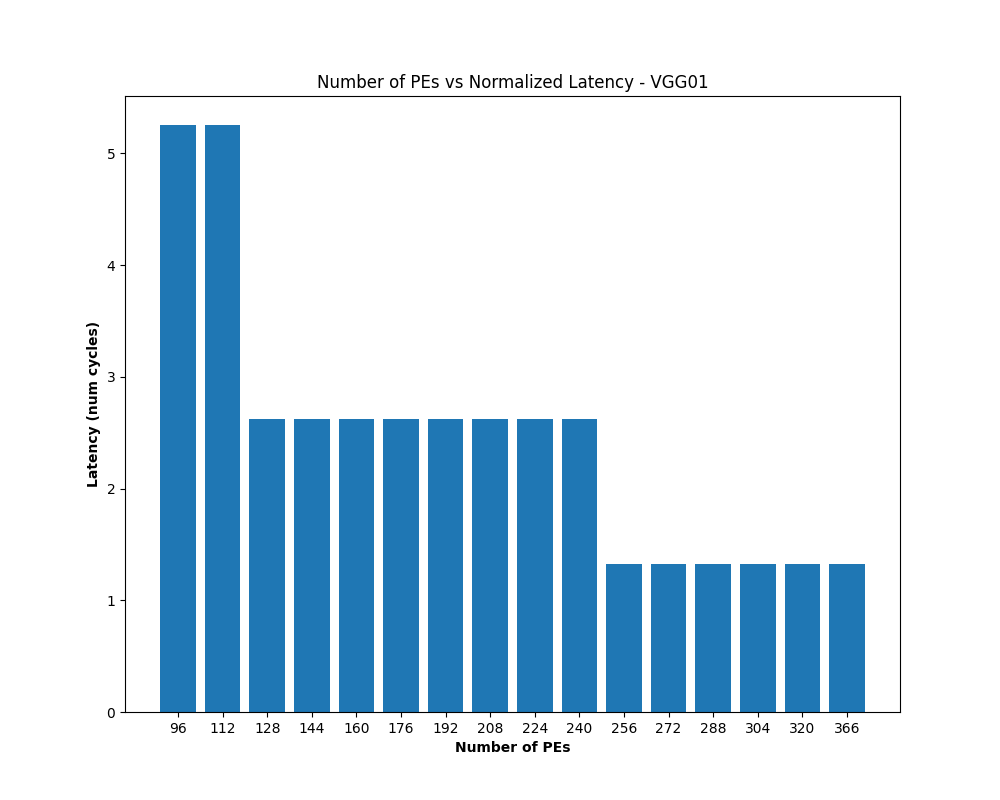 Number of PEs vs Normalized Latency - VGG01
5
4
3
2
1
0
Latency (num cycles)
96 112 128 144 160 176 192 208 224 240 256 272 288 304 320 366
Number of PEs